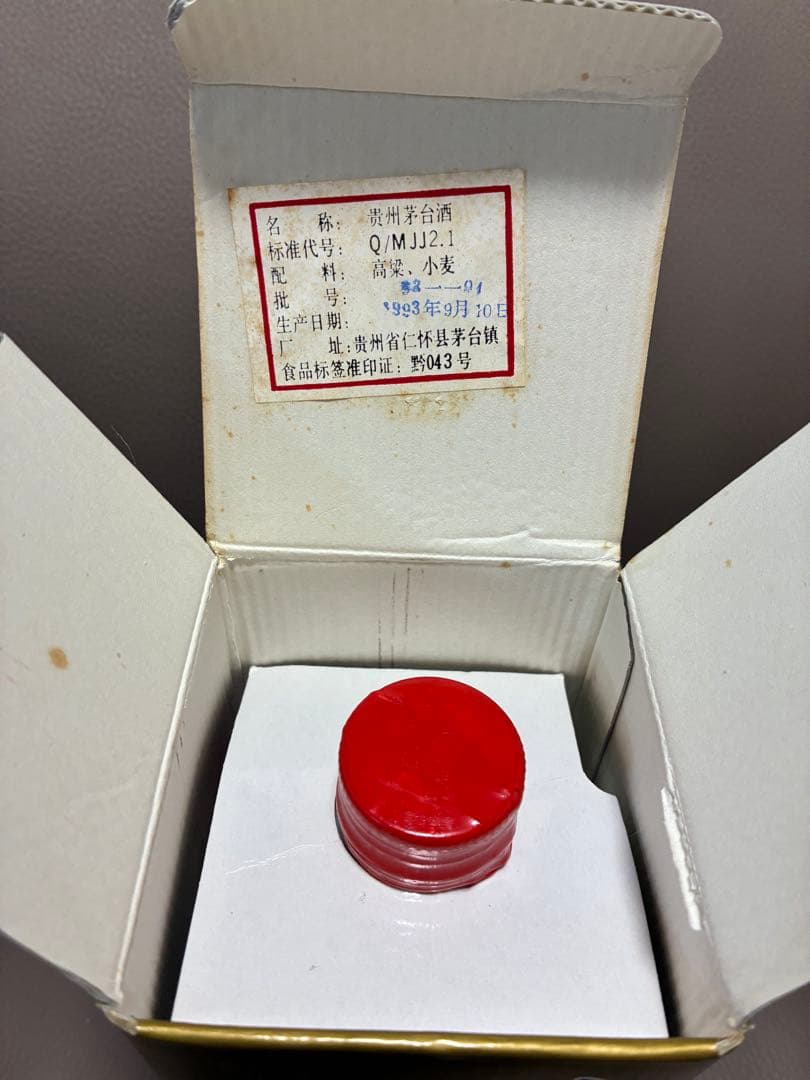 名　　称：贵州茅台酒
标准代号：Q/MJJ2.1
配　　料：高梁、小麦
批　　号：
生产日期：1993年9月10日
厂　　址：贵州省仁怀县茅台镇
食品标签准印证：黔043号